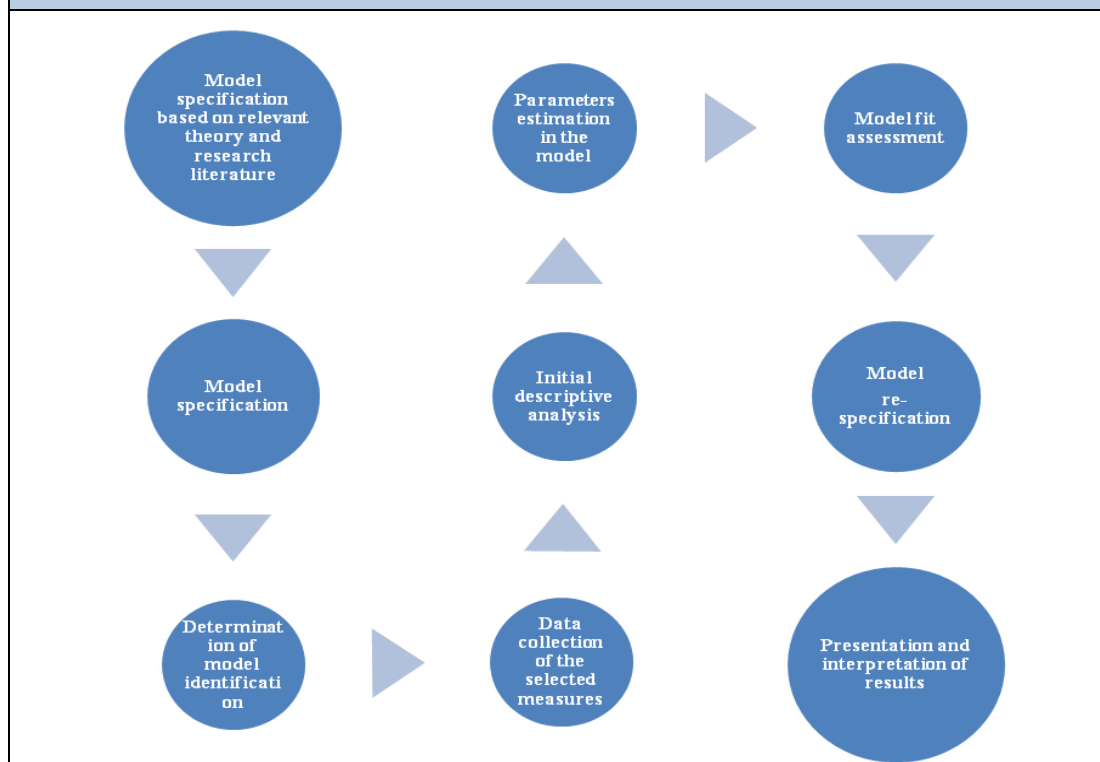 Model
specification
based on relevant
theory and
research
literature
Model
specification
Determinat
ion of
model
identificati
on
Data
collection
of the
selected
measures
Initial
descriptive
analysis
Parameters
estimation
in the
model
Model fit
assessment
Model
re-
specification
Presentation and
interpretation of
results